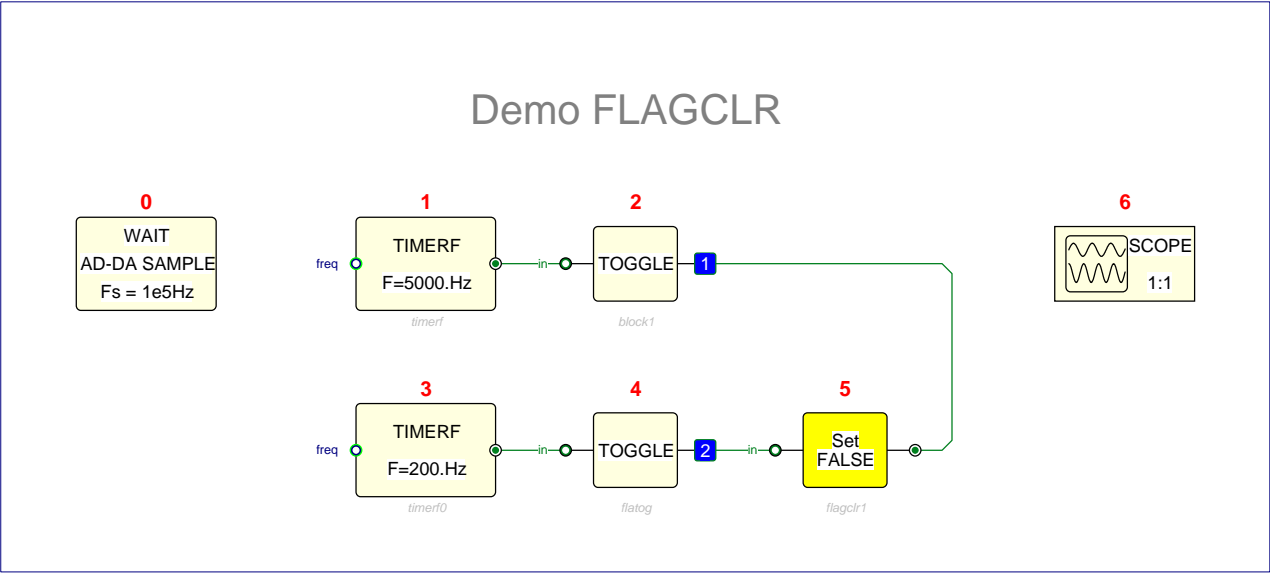 Demo FLAGCLR
0
WAIT
AD-DA SAMPLE
Fs = 1e5Hz
1
freq
TIMERF
F=5000.Hz
timerf
in
2
TOGGLE
1
block1
6
SCOPE
1:1
3
freq
TIMERF
F=200.Hz
timerf0
in
4
TOGGLE
2
flatog
in
5
Set
FALSE
flagclr1